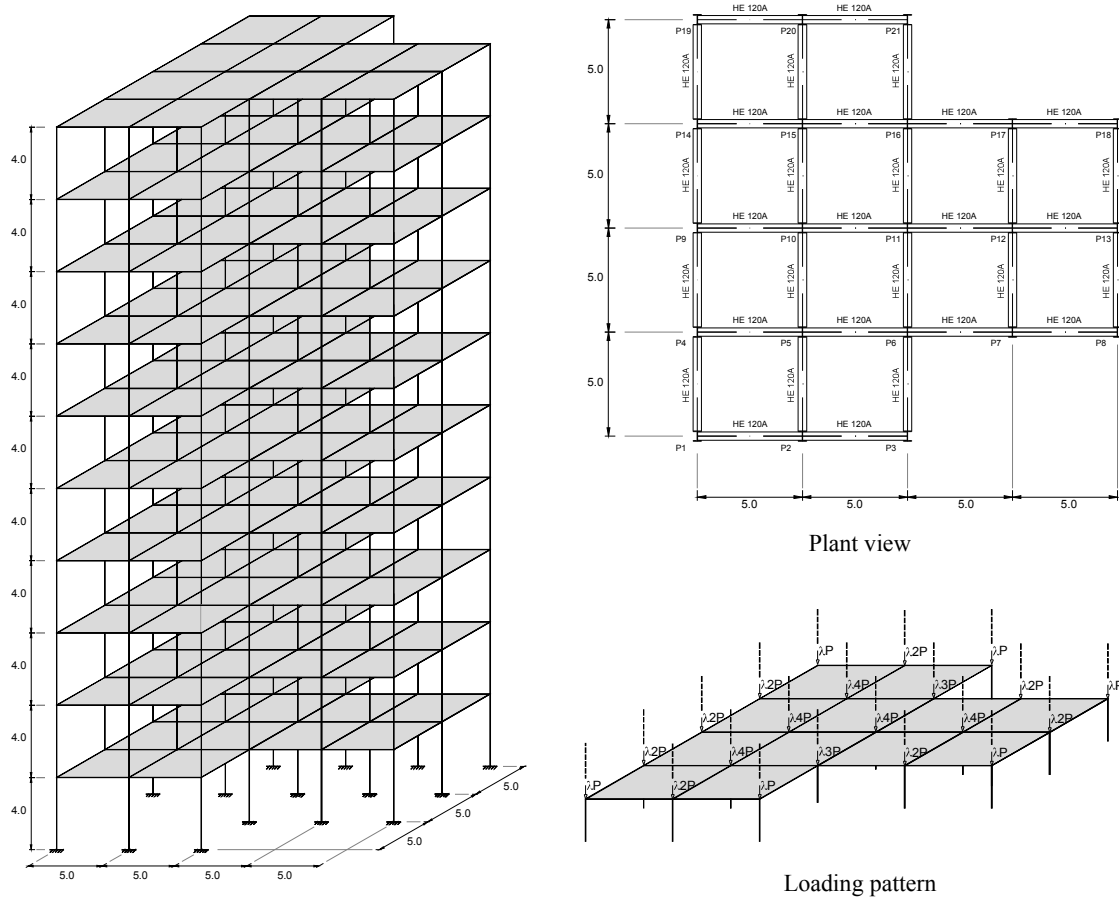 4.0
4.0
4.0
4.0
4.0
4.0
4.0
4.0
4.0
4.0
5.0
5.0
5.0
5.0
5.0
5.0
5.0
HE 120A HE 120A
P19 P20 P21
5.0 HE 120A HE 120A HE 120A
HE 120A HE 120A HE 120A HE 120A
P14 P15 P16 P17 P18
5.0 HE 120A HE 120A HE 120A HE 120A HE 120A
HE 120A HE 120A HE 120A HE 120A
P9 P10 P11 P12 P13
5.0 HE 120A HE 120A HE 120A HE 120A HE 120A
HE 120A HE 120A HE 120A HE 120A
P4 P5 P6 P7 P8
5.0 HE 120A HE 120A HE 120A
HE 120A HE 120A
P1 P2 P3
5.0 5.0 5.0 5.0
Plant view
λP λ2P λP
λ2P λ4P λ3P λ2P λP
λ2P λ4P λ4P λ4P λ2P
λ2P λ4P λ3P λ2P λP
λP λ2P λP
Loading pattern